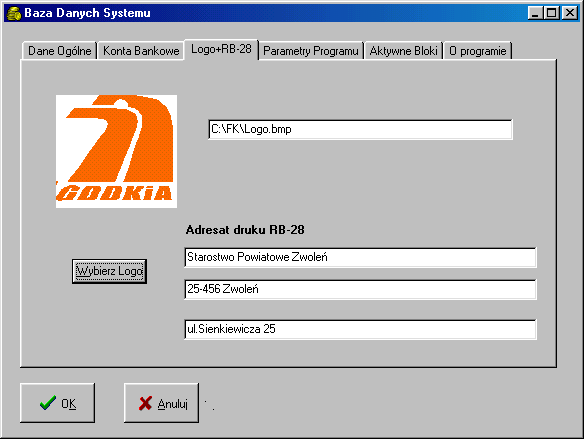 Baza Danych Systemu
Dane Ogólne Konta Bankowe Logo+RB-28 Parametry Programu Aktywne Bloki O programie
GDDKiA
C:\FK\Logo.bmp
Adresat druku RB-28
Starostwo Powiatowe Zwoleń
Wybierz Logo
25-456 Zwoleń
ul.Sienkiewicza 25
OK Anuluj